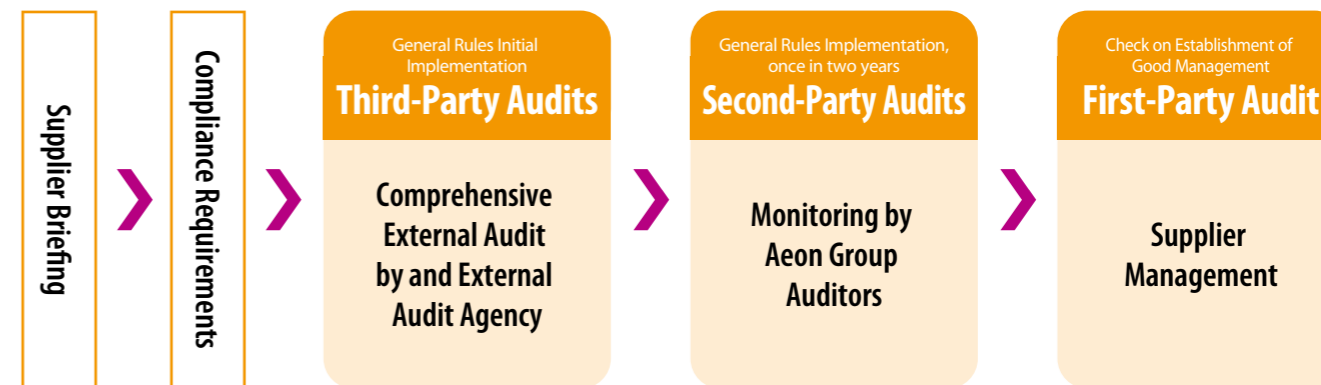 Supplier Briefing
Compliance Requirements
General Rules Initial
Implementation
Third-Party Audits
Comprehensive
External Audit
by and External
Audit Agency
General Rules Implementation,
once in two years
Second-Party Audits
Monitoring by
Aeon Group
Auditors
Check on Establishment of
Good Management
First-Party Audit
Supplier
Management